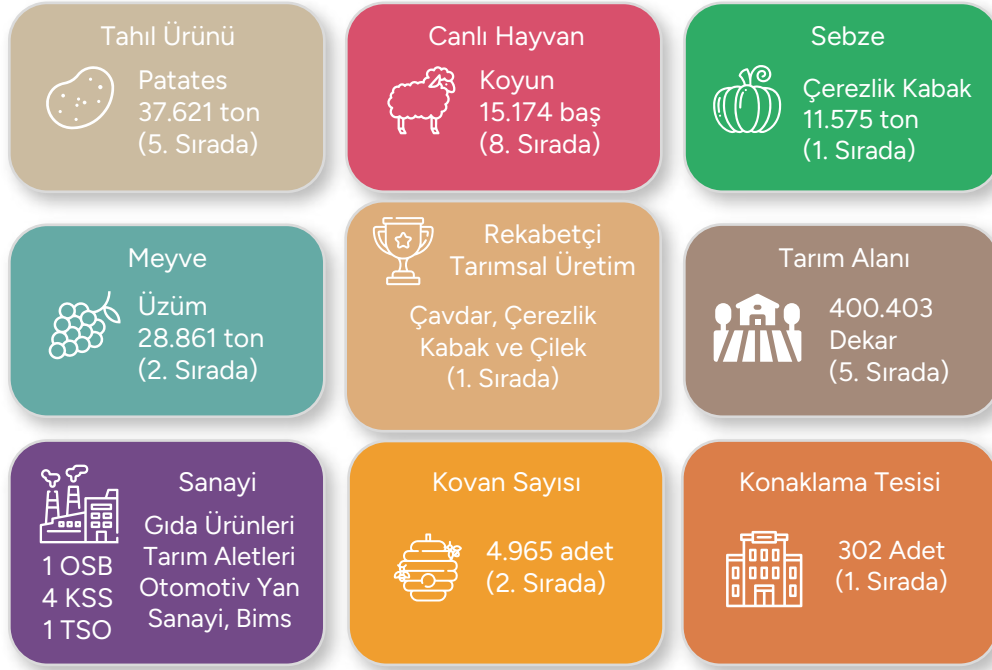 Tahıl Ürünü
Patates
37.621 ton
(5. Sırada)
Canlı Hayvan
Koyun
15.174 baş
(8. Sırada)
Sebze
Çerezlik Kabak
11.575 ton
(1. Sırada)
Meyve
Üzüm
28.861 ton
(2. Sırada)
Rekabetçi
Tarımsal Üretim
Çavdar, Çerezlik
Kabak ve Çilek
(1. Sırada)
Tarım Alanı
400.403
Dekar
(5. Sırada)
Sanayi
Gıda Ürünleri
Tarım Aletleri
Otomotiv Yan
Sanayi, Bims
1 OSB
4 KSS
1 TSO
Kovan Sayısı
4.965 adet
(2. Sırada)
Konaklama Tesisi
302 Adet
(1. Sırada)